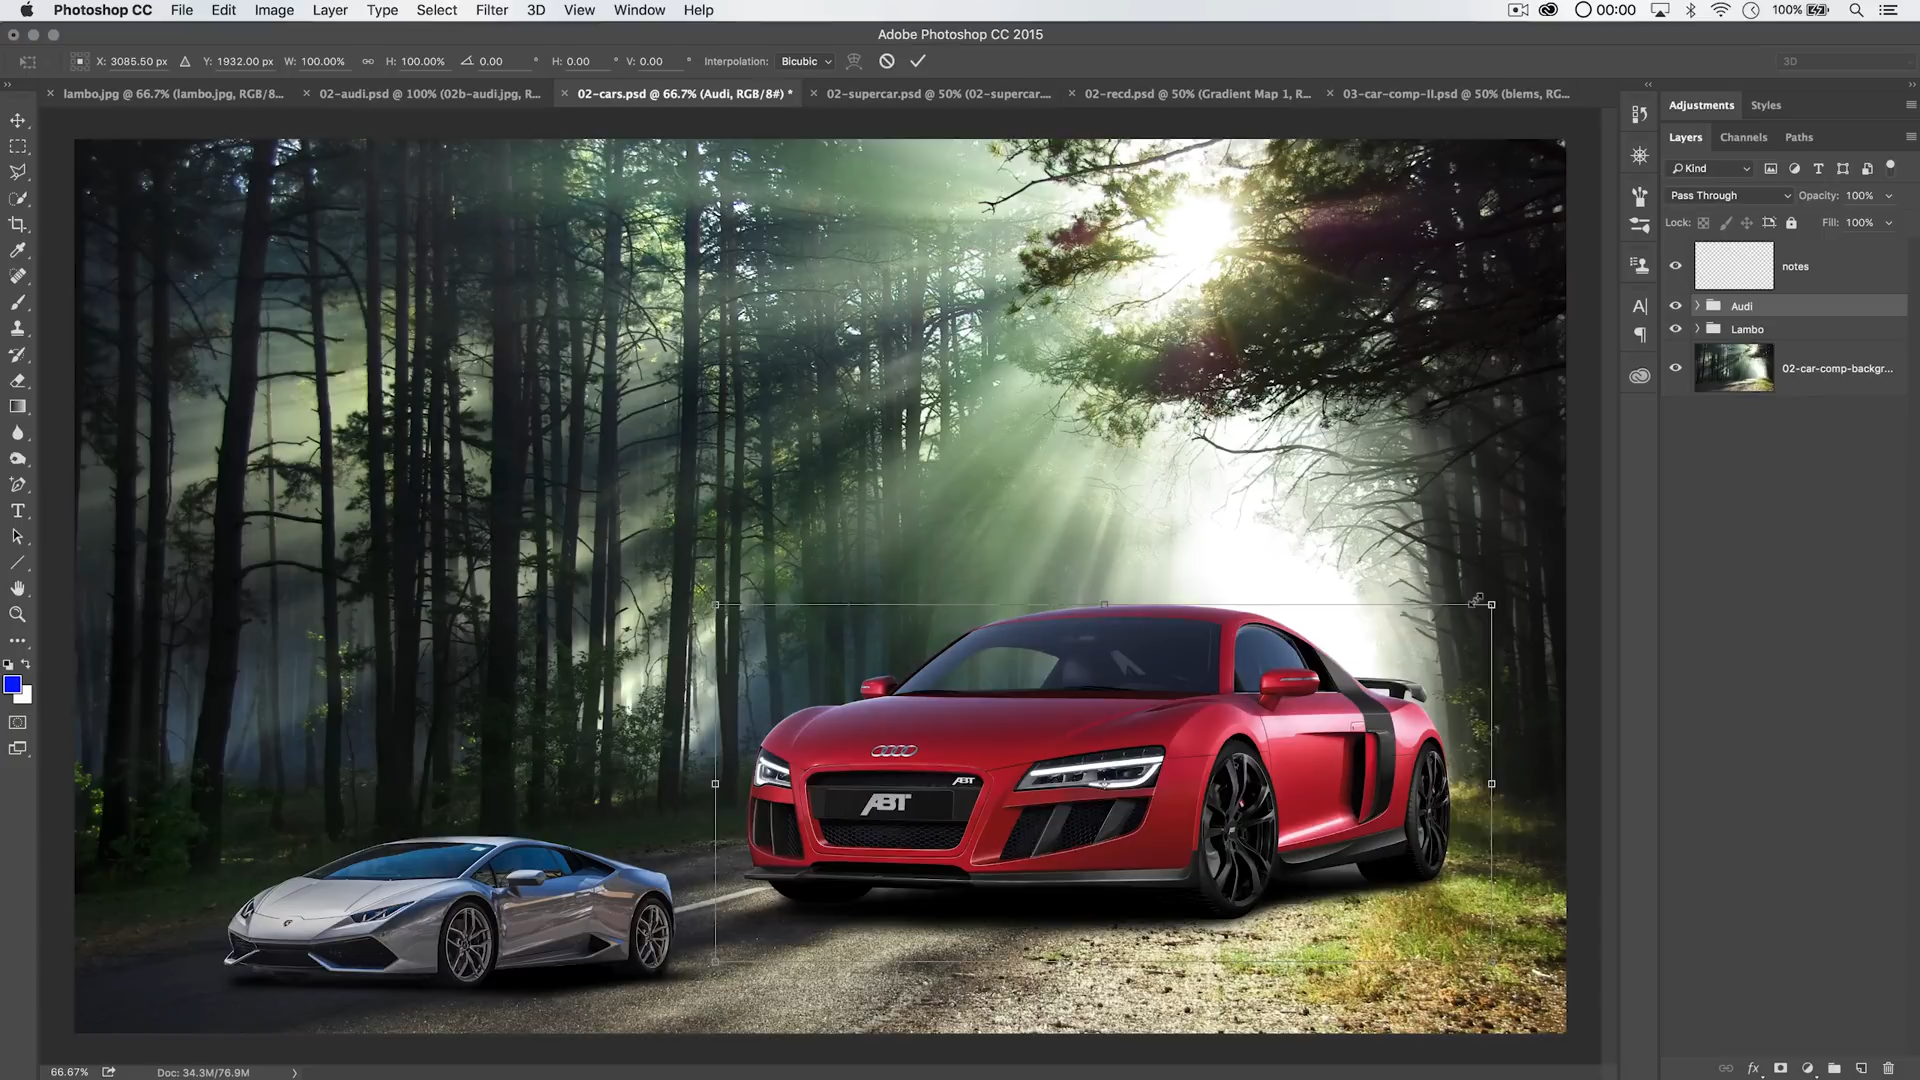 Photoshop CC File Edit Image Layer Type Select Filter 3D View Window Help 00:00 100%
Adobe Photoshop CC 2015
X: 3085.50 px Y: 1932.00 px W: 100.00% H: 100.00% 0.00 ° H: 0.00 ° V: 0.00 ° Interpolation: Bicubic 3D
lambo.jpg @ 66.7% (lambo.jpg, RGB/8... 02-audi.psd @ 100% (02b-audi.jpg, R... 02-cars.psd @ 66.7% (Audi, RGB/8#) * 02-supercar.psd @ 50% (02-supercar.... 02-recd.psd @ 50% (Gradient Map 1, R... 03-car-comp-II.psd @ 50% (blems, RG...
Adjustments Styles
Layers Channels Paths
Kind
Pass Through Opacity: 100%
Lock: Fill: 100%
notes
Audi
Lambo
02-car-comp-backgr...
ABT
ABT
66.67% Doc: 34.3M/76.9M
fx